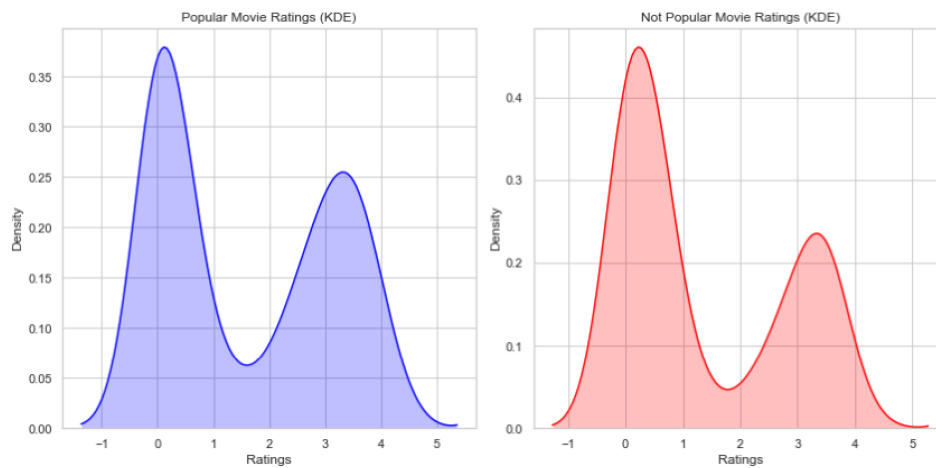 Popular Movie Ratings (KDE)
0.35
0.30
0.25
0.20
0.15
0.10
0.05
0.00
Density
−1 0 1 2 3 4 5
Ratings
Not Popular Movie Ratings (KDE)
0.4
0.3
0.2
0.1
0.0
Density
−1 0 1 2 3 4 5
Ratings